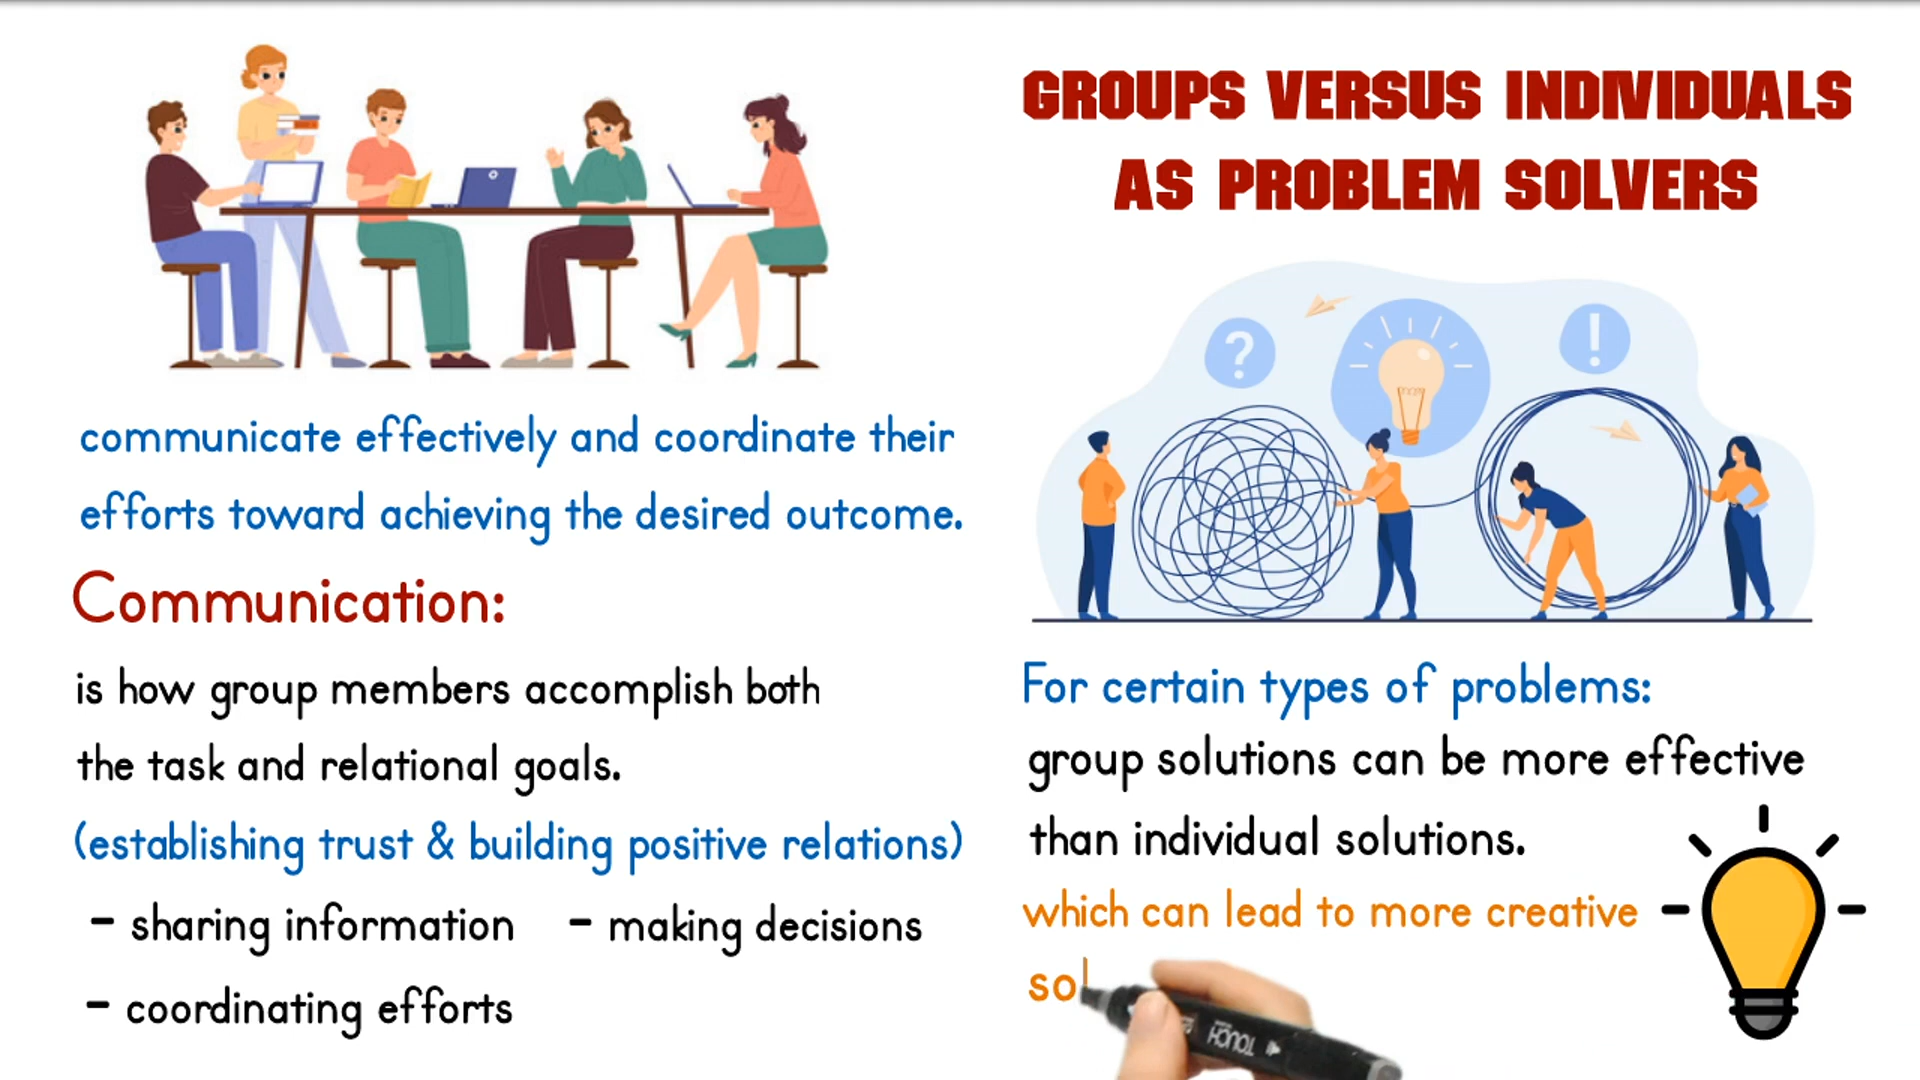 communicate effectively and coordinate their
efforts toward achieving the desired outcome.
Communication:
is how group members accomplish both
the task and relational goals.
(establishing trust & building positive relations)
- sharing information - making decisions
- coordinating efforts
GROUPS VERSUS INDIVIDUALS
AS PROBLEM SOLVERS
?
!
For certain types of problems:
group solutions can be more effective
than individual solutions.
which can lead to more creative
sol
TOUCH